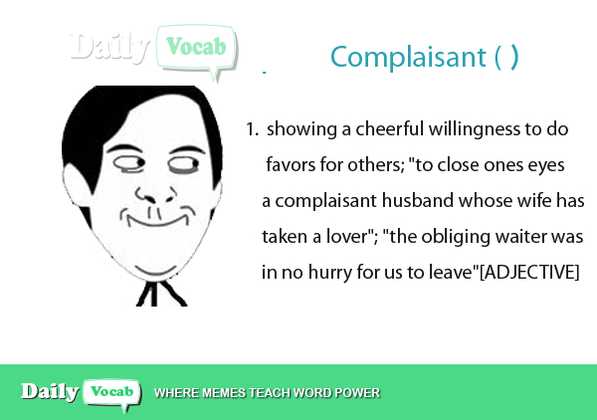 Daily Vocab
Complaisant ( )
1. showing a cheerful willingness to do
favors for others; "to close ones eyes
a complaisant husband whose wife has
taken a lover"; "the obliging waiter was
in no hurry for us to leave"[ADJECTIVE]
Daily Vocab WHERE MEMES TEACH WORD POWER